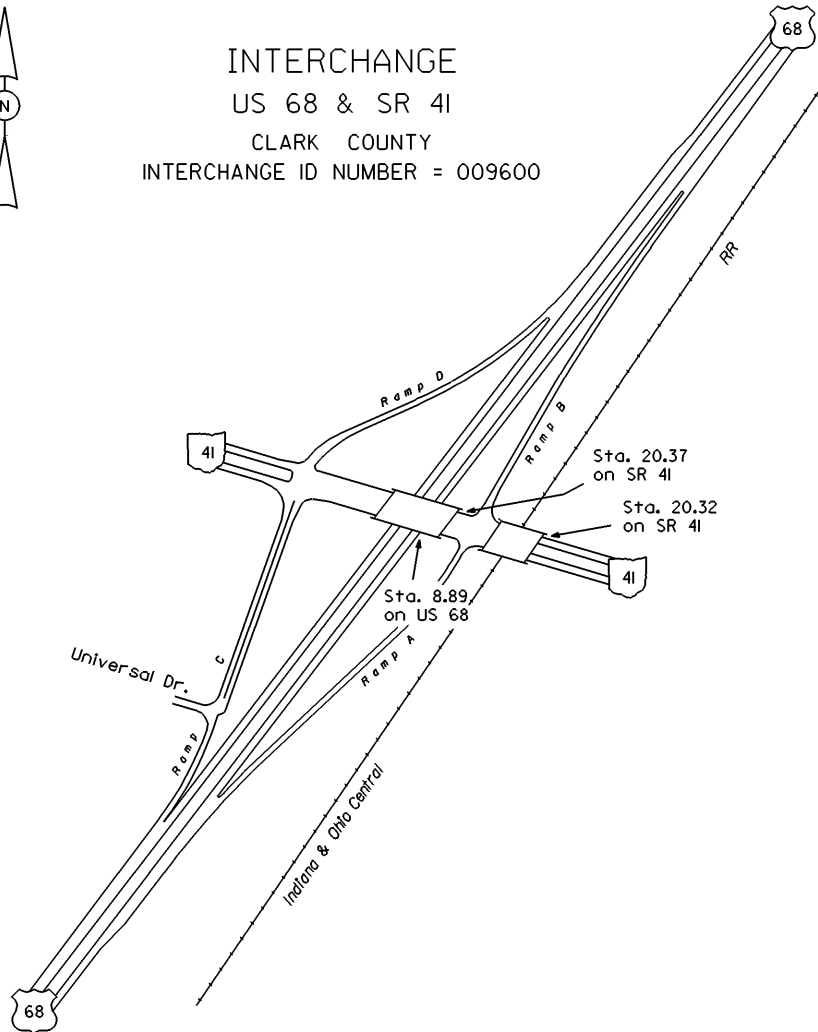 68
N
INTERCHANGE
US 68 & SR 41
CLARK COUNTY
INTERCHANGE ID NUMBER = 009600
RR
Ramp D
Ramp B
41
Sta. 20.37
on SR 41
Sta. 20.32
on SR 41
41
Sta. 8.89
on US 68
Ramp A
Universal Dr.
Ramp C
Indiana & Ohio Central
68